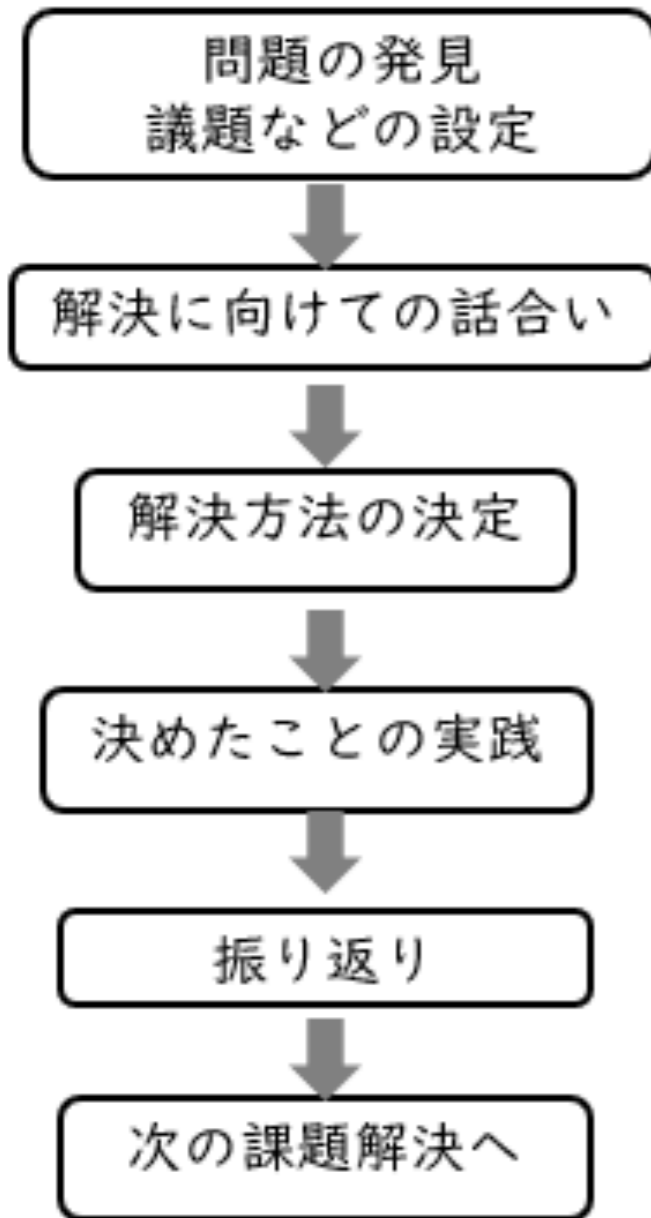 問題の発見
議題などの設定
解決に向けての話合い
解決方法の決定
決めたことの実践
振り返り
次の課題解決へ